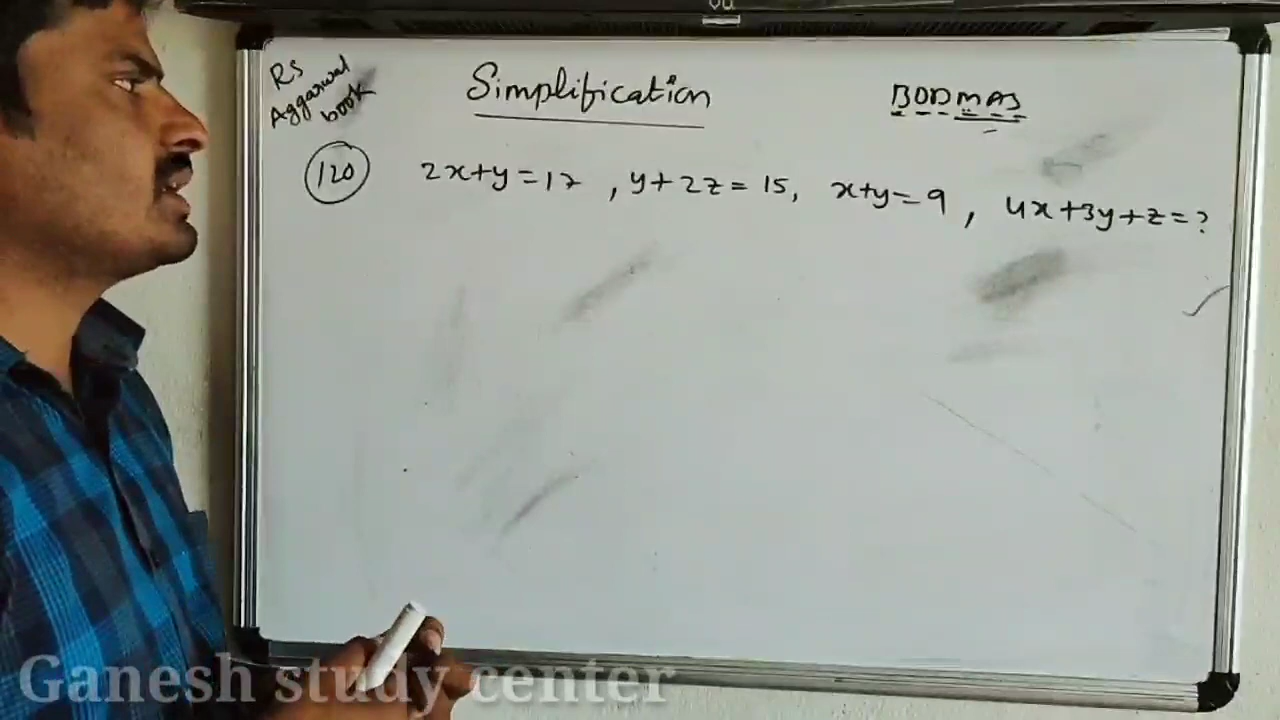 RS
Aggarwal
book
Simplification
BODMAS
120 2x+y=17 , y+2z=15, x+y=9 , 4x+3y+z=?
Ganesh study center